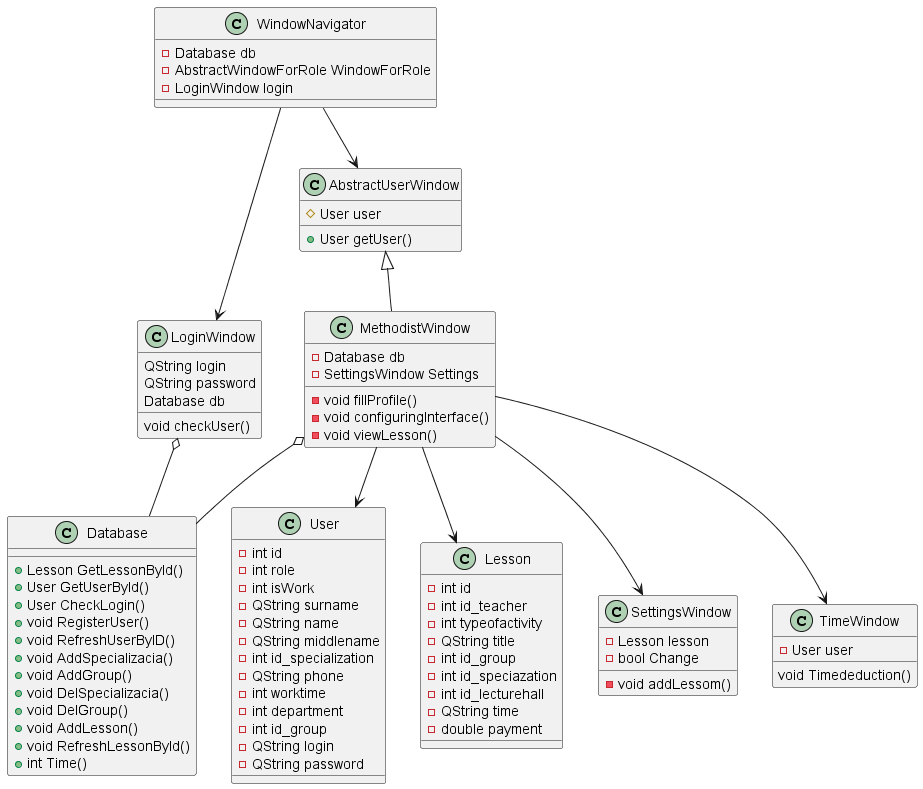 C WindowNavigator
Database db
AbstractWindowForRole WindowForRole
LoginWindow login
C AbstractUserWindow
User user
User getUser()
C LoginWindow
QString login
QString password
Database db
void checkUser()
C MethodistWindow
Database db
SettingsWindow Settings
void fillProfile()
void configuringInterface()
void viewLesson()
C Database
Lesson GetLessonById()
User GetUserById()
User CheckLogin()
void RegisterUser()
void RefreshUserByID()
void AddSpecializacia()
void AddGroup()
void DelSpecializacia()
void DelGroup()
void AddLesson()
void RefreshLessonById()
int Time()
C User
int id
int role
int isWork
QString surname
QString name
QString middlename
int id_specialization
QString phone
int worktime
int department
int id_group
QString login
QString password
C Lesson
int id
int id_teacher
int typeofactivity
QString title
int id_group
int id_speciazation
int id_lecturehall
QString time
double payment
C SettingsWindow
Lesson lesson
bool Change
void addLessom()
C TimeWindow
User user
void Timededuction()